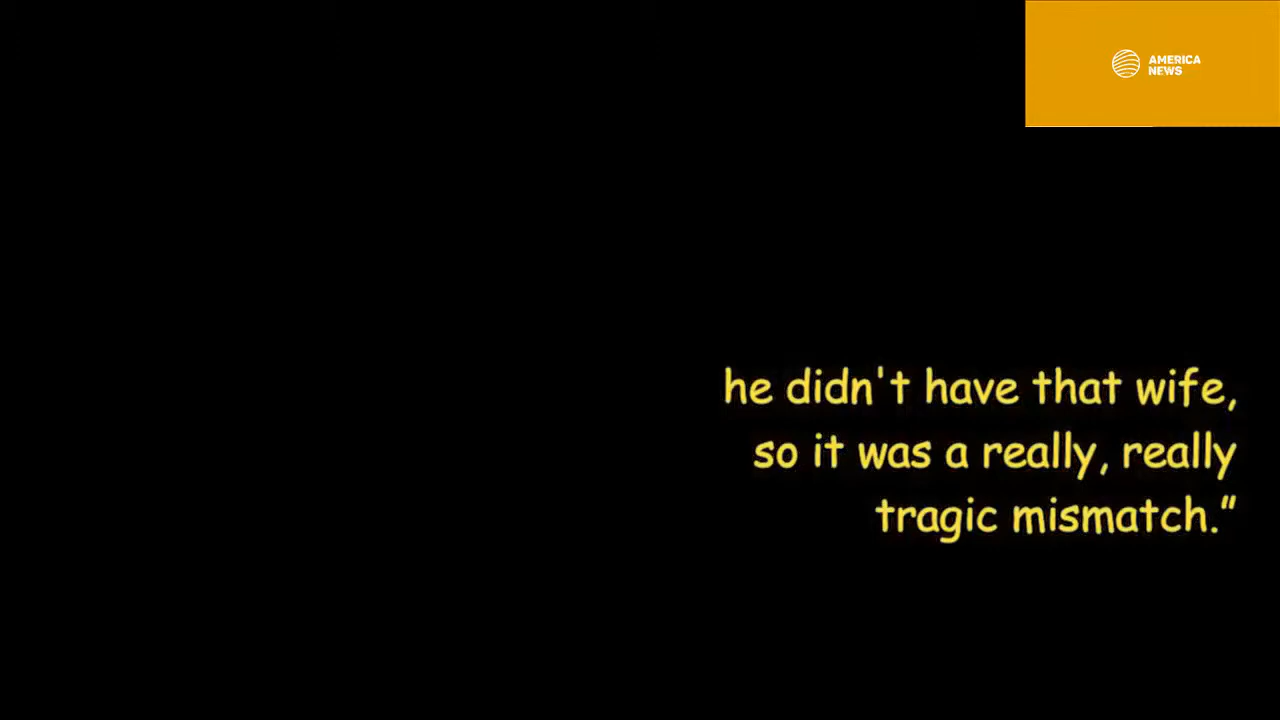 AMERICA
NEWS
he didn't have that wife,
so it was a really, really
tragic mismatch.”